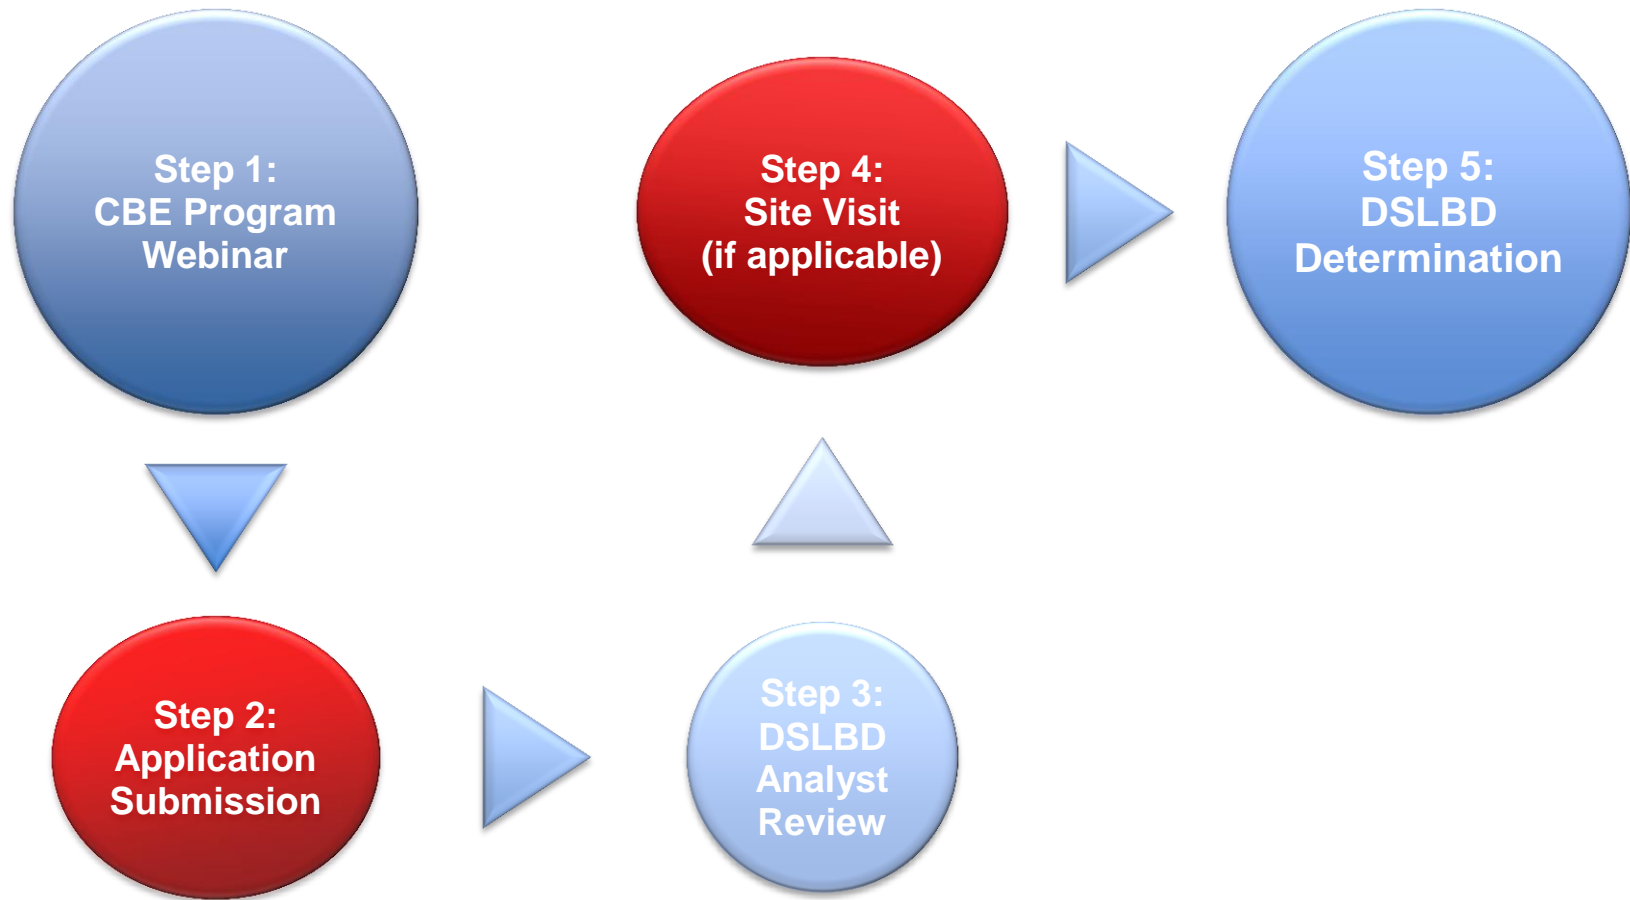 Step 1:
CBE Program
Webinar
Step 2:
Application
Submission
Step 3:
DSLBD
Analyst
Review
Step 4:
Site Visit
(if applicable)
Step 5:
DSLBD
Determination